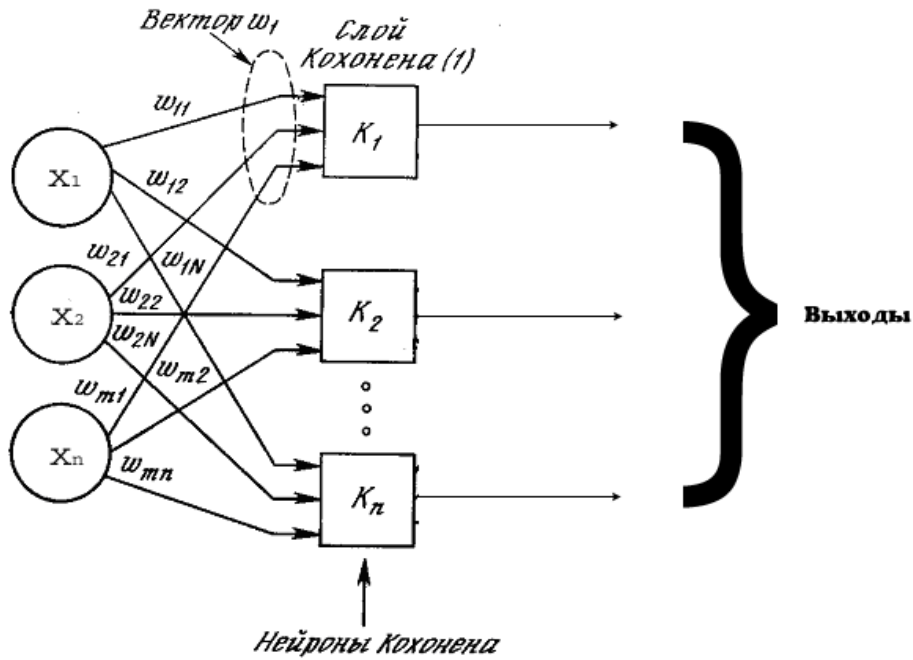 Вектор w₁
Слой
Кохонена (1)
w₁₁
K₁
X₁
w₁₂
w₂₁
w₁N
K₂
X₂
w₂₂
w₂N
Выходы
wₘ₁
wₘ₂
Xₙ
wₘₙ
Kₙ
Нейроны Кохонена